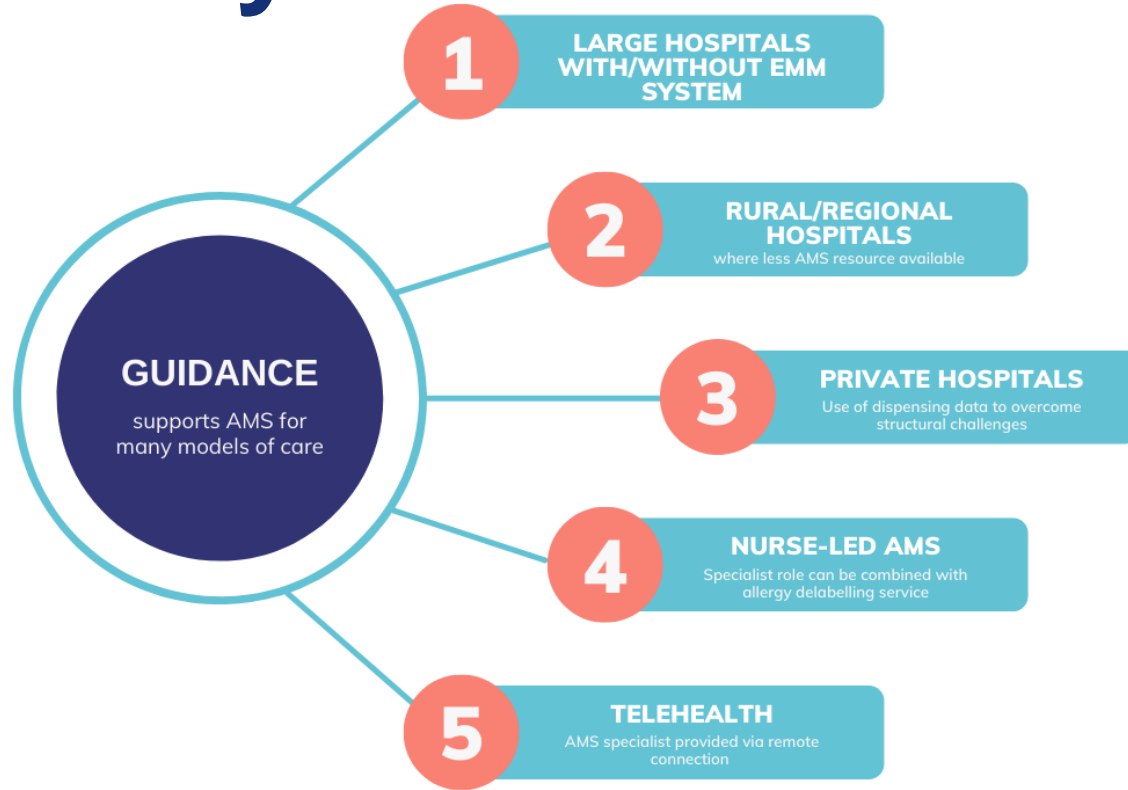 1
LARGE HOSPITALS
WITH/WITHOUT EMM
SYSTEM
2
RURAL/REGIONAL
HOSPITALS
where less AMS resource available
GUIDANCE
supports AMS for
many models of care
3
PRIVATE HOSPITALS
Use of dispensing data to overcome
structural challenges
4
NURSE-LED AMS
Specialist role can be combined with
allergy delabelling service
5
TELEHEALTH
AMS specialist provided via remote
connection